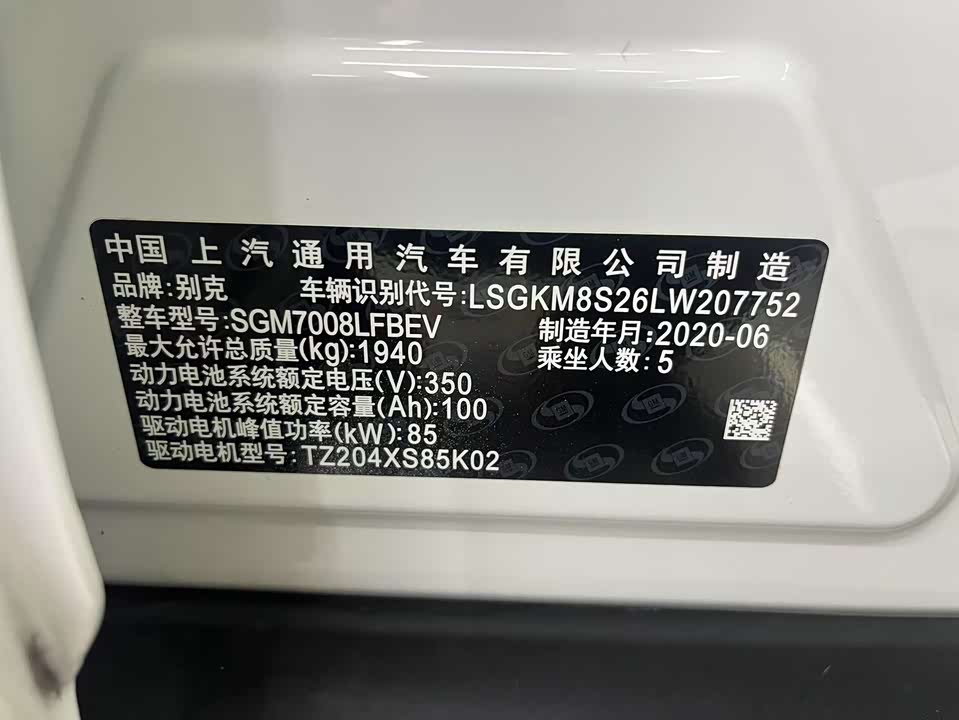 中国上汽通用汽车有限公司制造
品牌:别克 车辆识别代号:LSGKM8S26LW207752
整车型号:SGM7008LFBEV 制造年月:2020-06
最大允许总质量(kg):1940 乘坐人数:5
动力电池系统额定电压(V):350
动力电池系统额定容量(Ah):100
驱动电机峰值功率(kW):85
驱动电机型号:TZ204XS85K02